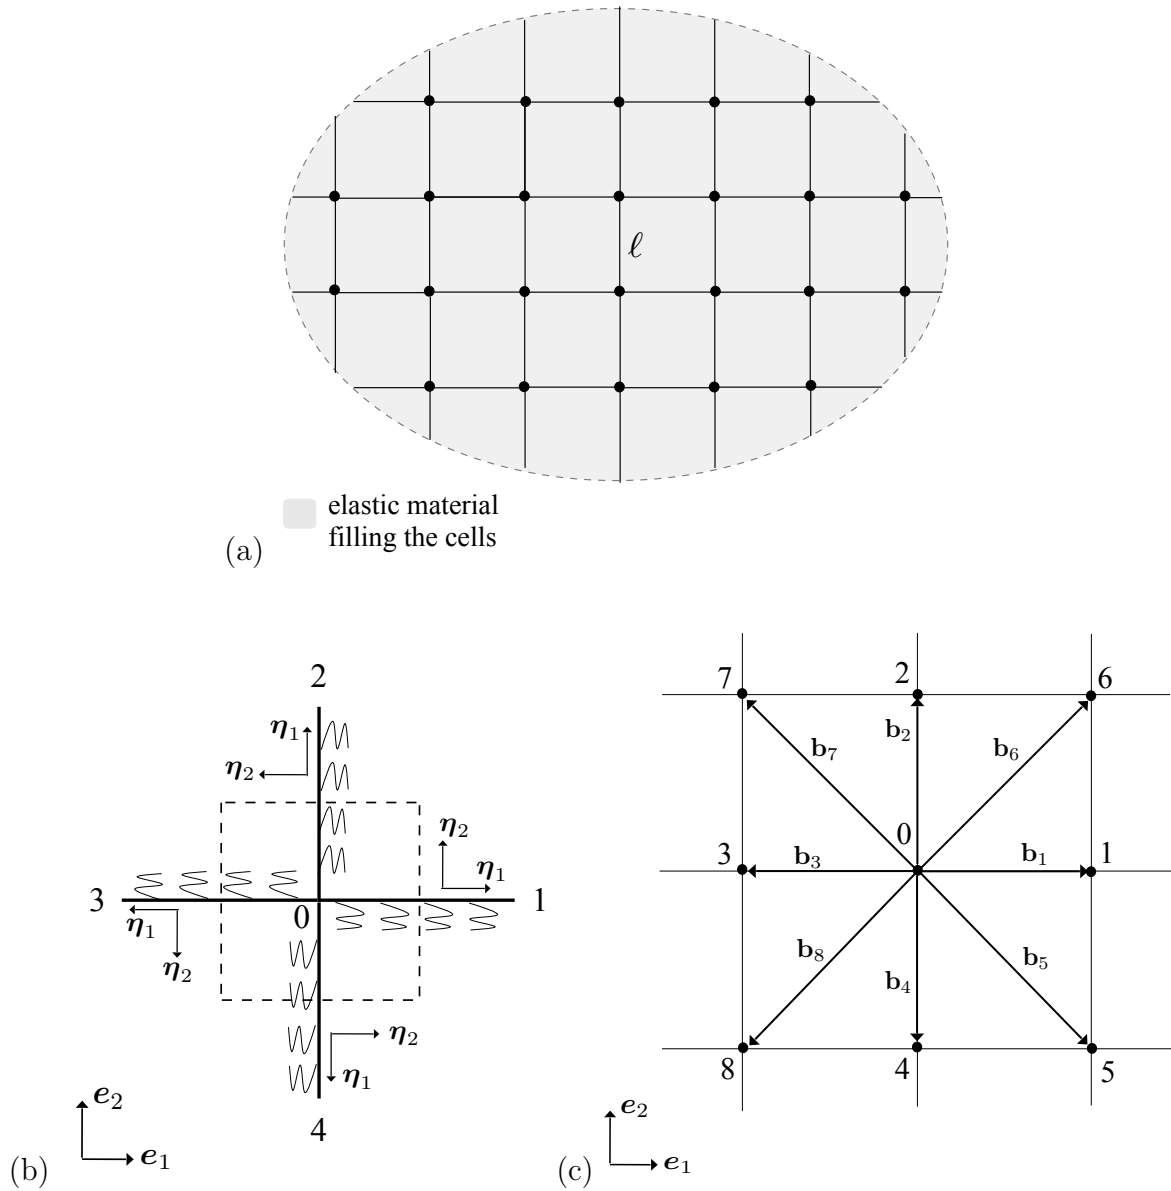 ℓ
elastic material
filling the cells
(a)
2
η₁
η₂
η₂
η₁
3
0
1
η₁
η₂
η₂
η₁
4
e₂
e₁
(b)
7
2
6
b₂
b₇
b₆
0
3
b₃
b₁
1
b₈
b₅
b₄
8
4
5
e₂
e₁
(c)